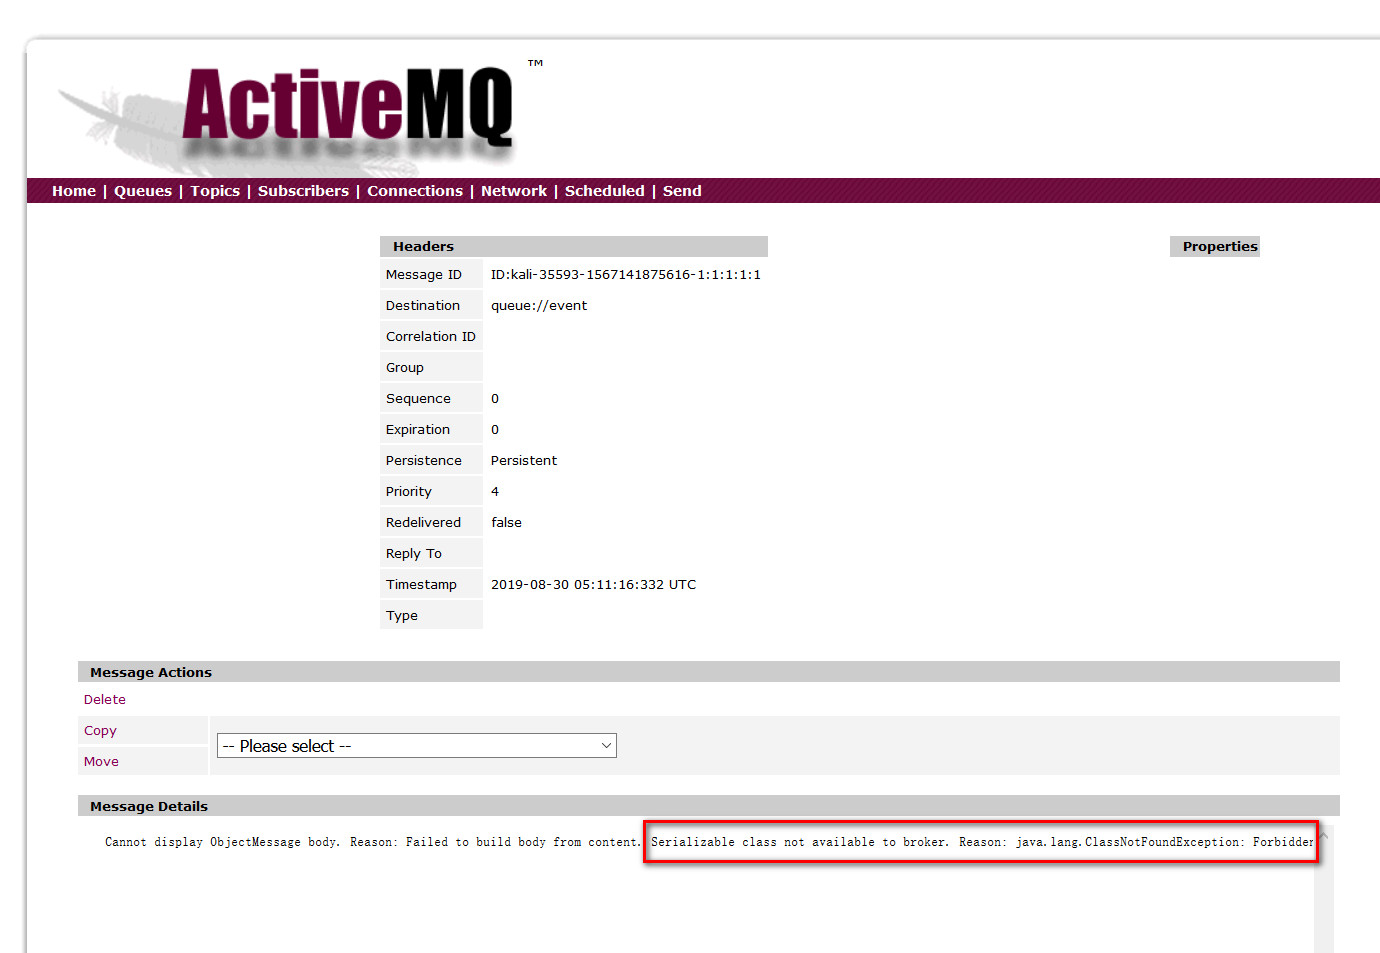 ActiveMQ™
Home | Queues | Topics | Subscribers | Connections | Network | Scheduled | Send
Headers
Properties
Message ID ID:kali-35593-1567141875616-1:1:1:1:1
Destination queue://event
Correlation ID
Group
Sequence 0
Expiration 0
Persistence Persistent
Priority 4
Redelivered false
Reply To
Timestamp 2019-08-30 05:11:16:332 UTC
Type
Message Actions
Delete
Copy
-- Please select --
Move
Message Details
Cannot display ObjectMessage body. Reason: Failed to build body from content. Serializable class not available to broker. Reason: java.lang.ClassNotFoundException: Forbidden